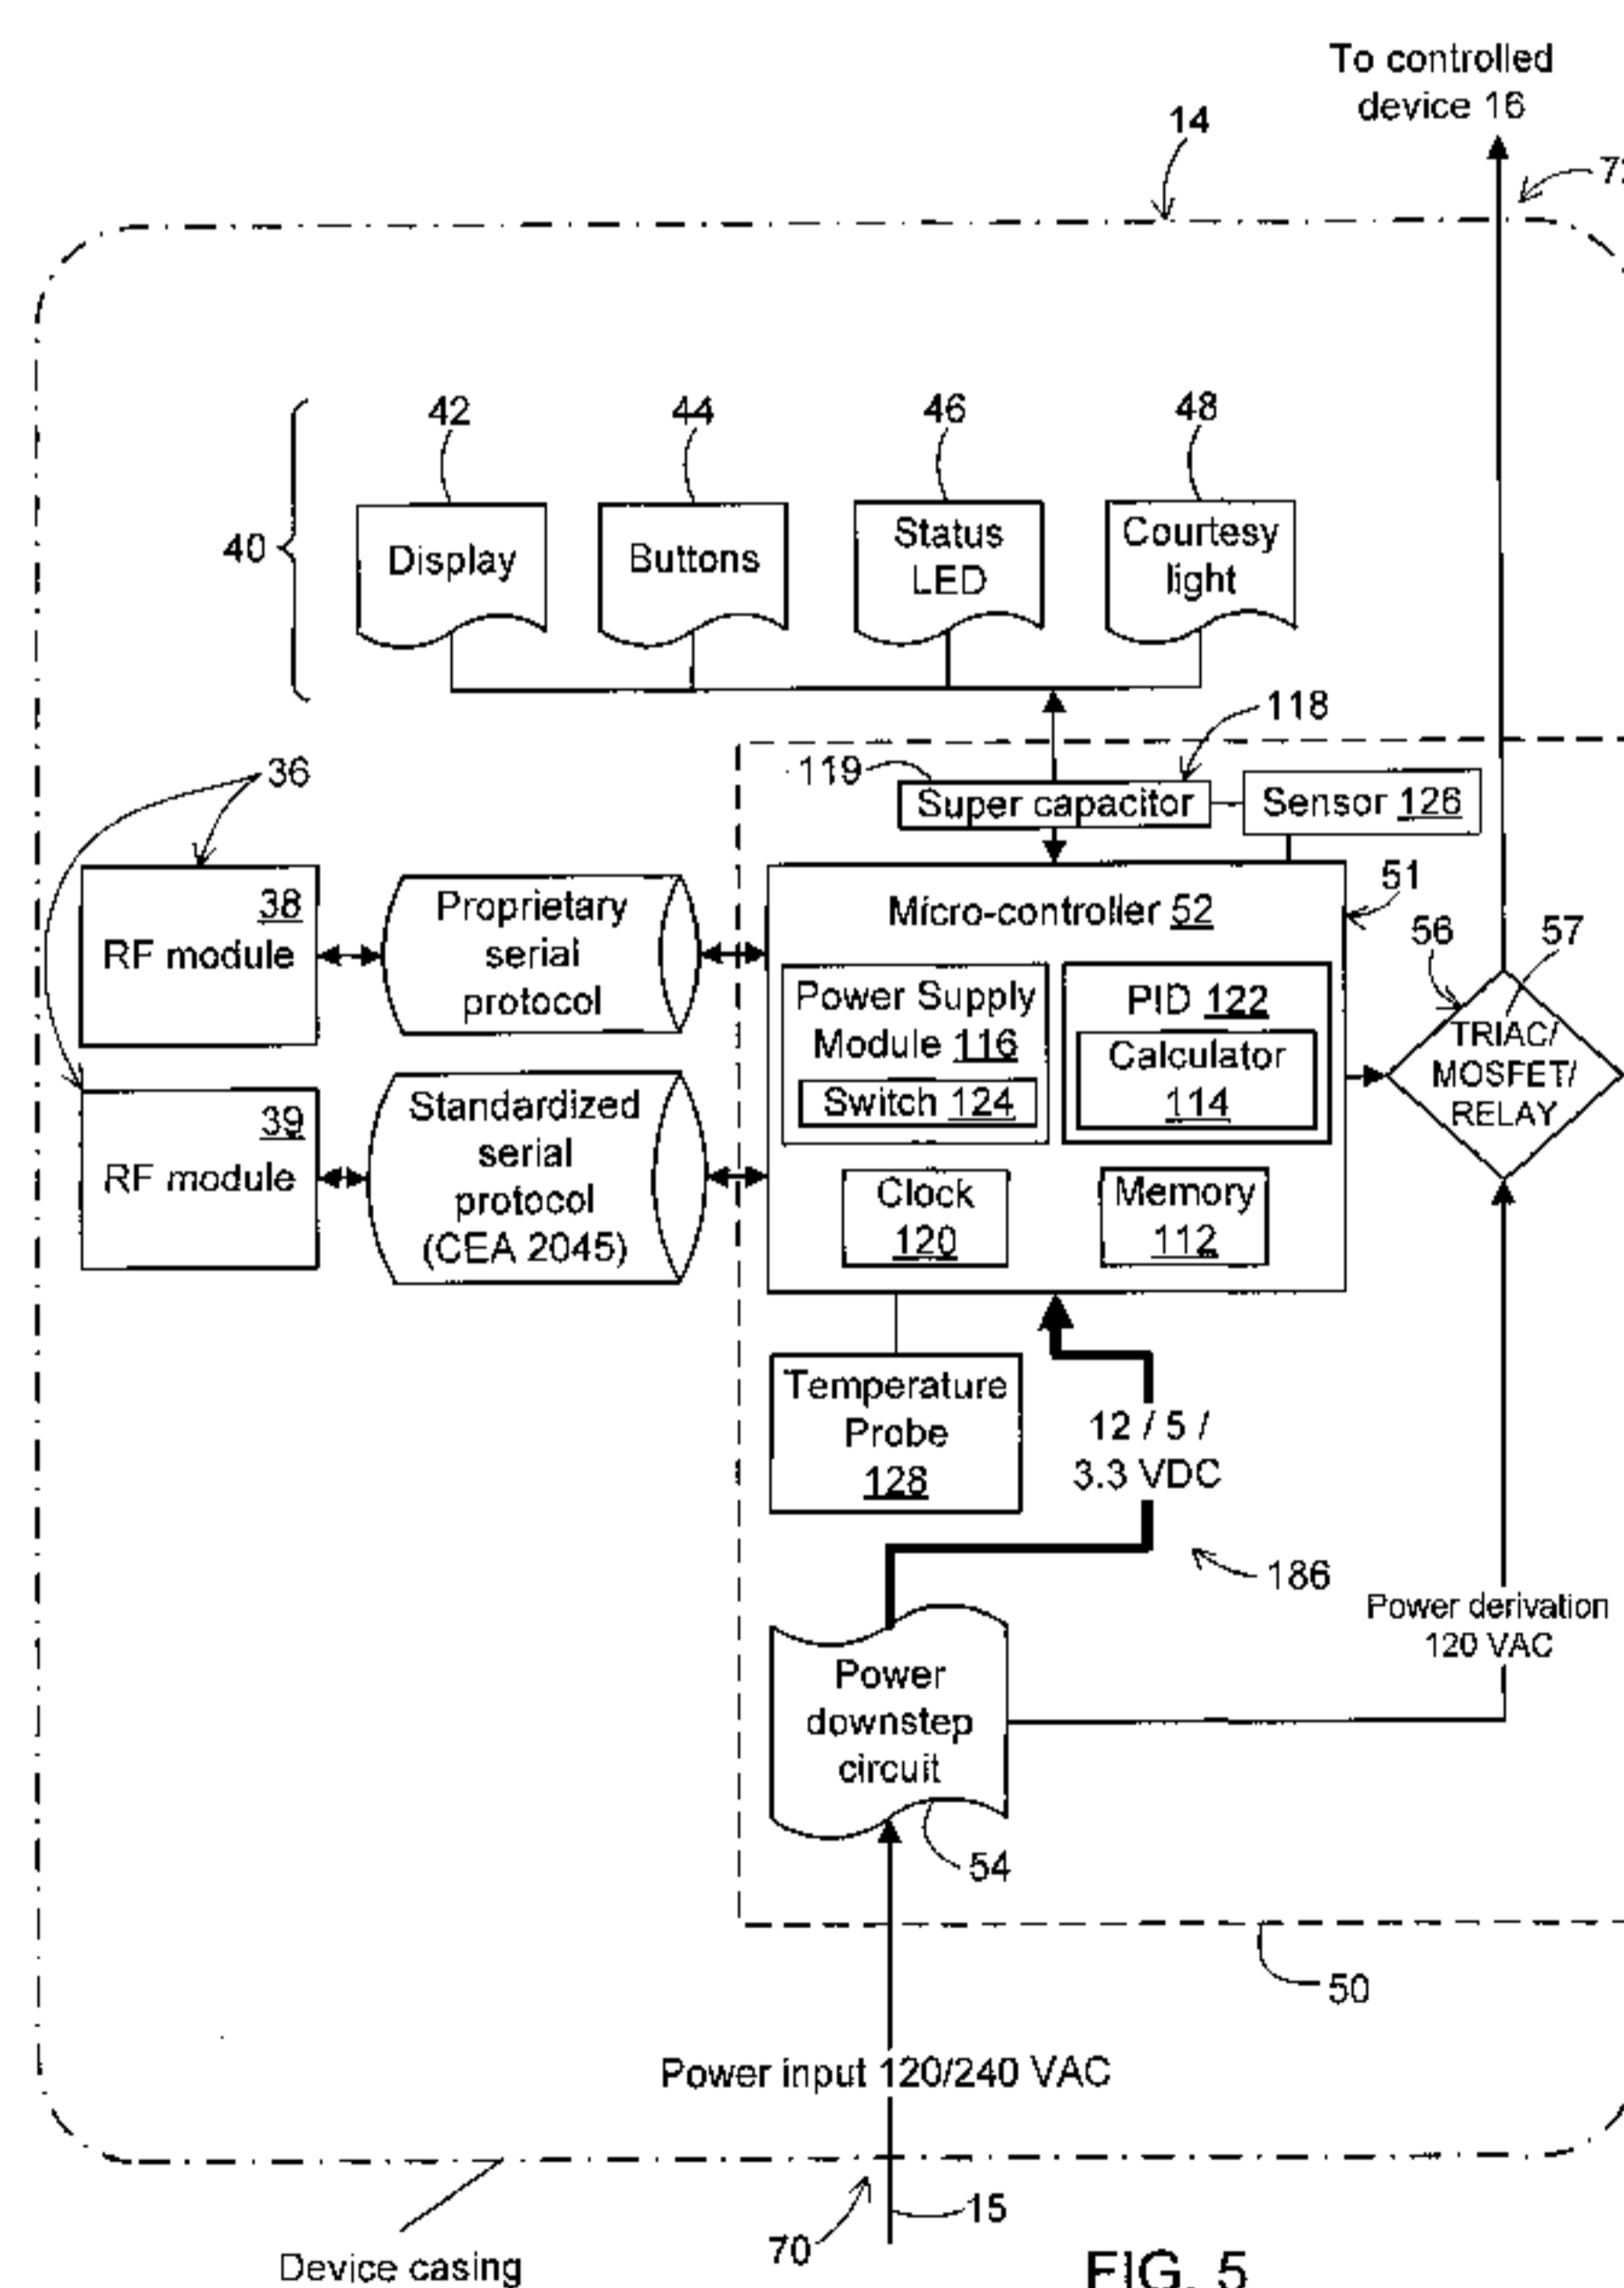 To controlled
device 16
14
42
44
46
48
40
Display
Buttons
Status
LED
Courtesy
light
118
119
Super capacitor
Sensor 126
36
51
38
RF module
Proprietary
serial
protocol
Micro-controller 52
56
57
Power Supply
Module 116
Switch 124
PID 122
Calculator
114
TRIAC/
MOSFET/
RELAY
39
RF module
Standardized
serial
protocol
(CEA 2045)
Clock
120
Memory
112
Temperature
Probe
128
12 / 5 /
3.3 VDC
186
Power derivation
120 VAC
Power
downstep
circuit
54
50
Power input 120/240 VAC
15
70
Device casing
FIG. 5